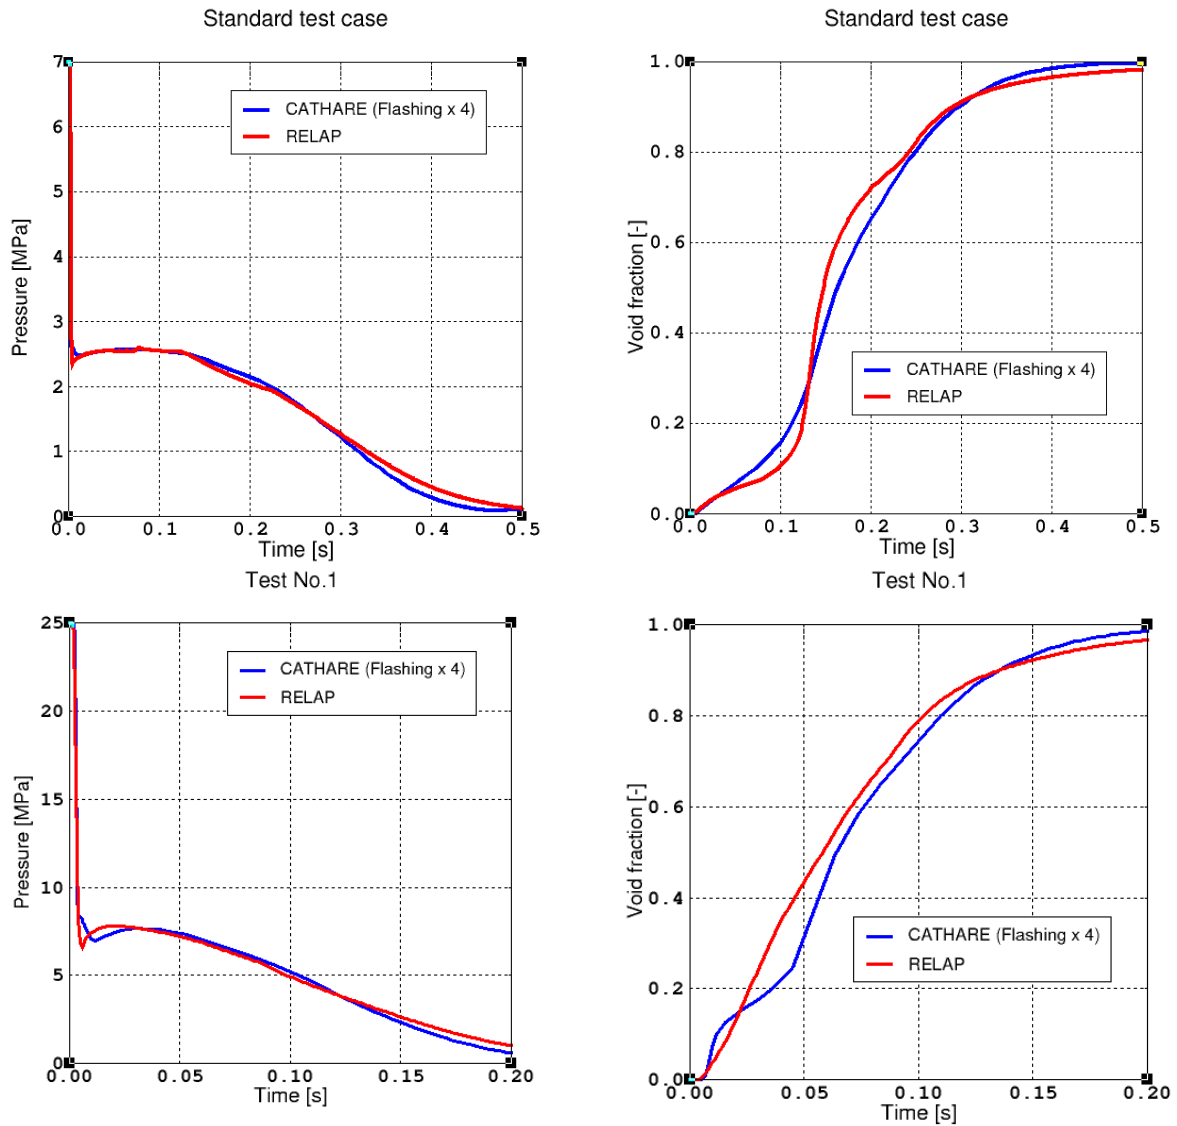 Standard test case
7
6
5
4
3
2
1
0
Pressure [MPa]
CATHARE (Flashing x 4)
RELAP
0.0 0.1 0.2 0.3 0.4 0.5
Time [s]
Standard test case
1.0
0.8
0.6
0.4
0.2
0.0
Void fraction [-]
CATHARE (Flashing x 4)
RELAP
0.0 0.1 0.2 0.3 0.4 0.5
Time [s]
Test No.1
25
20
15
10
5
0
Pressure [MPa]
CATHARE (Flashing x 4)
RELAP
0.00 0.05 0.10 0.15 0.20
Time [s]
Test No.1
1.0
0.8
0.6
0.4
0.2
0.0
Void fraction [-]
CATHARE (Flashing x 4)
RELAP
0.00 0.05 0.10 0.15 0.20
Time [s]